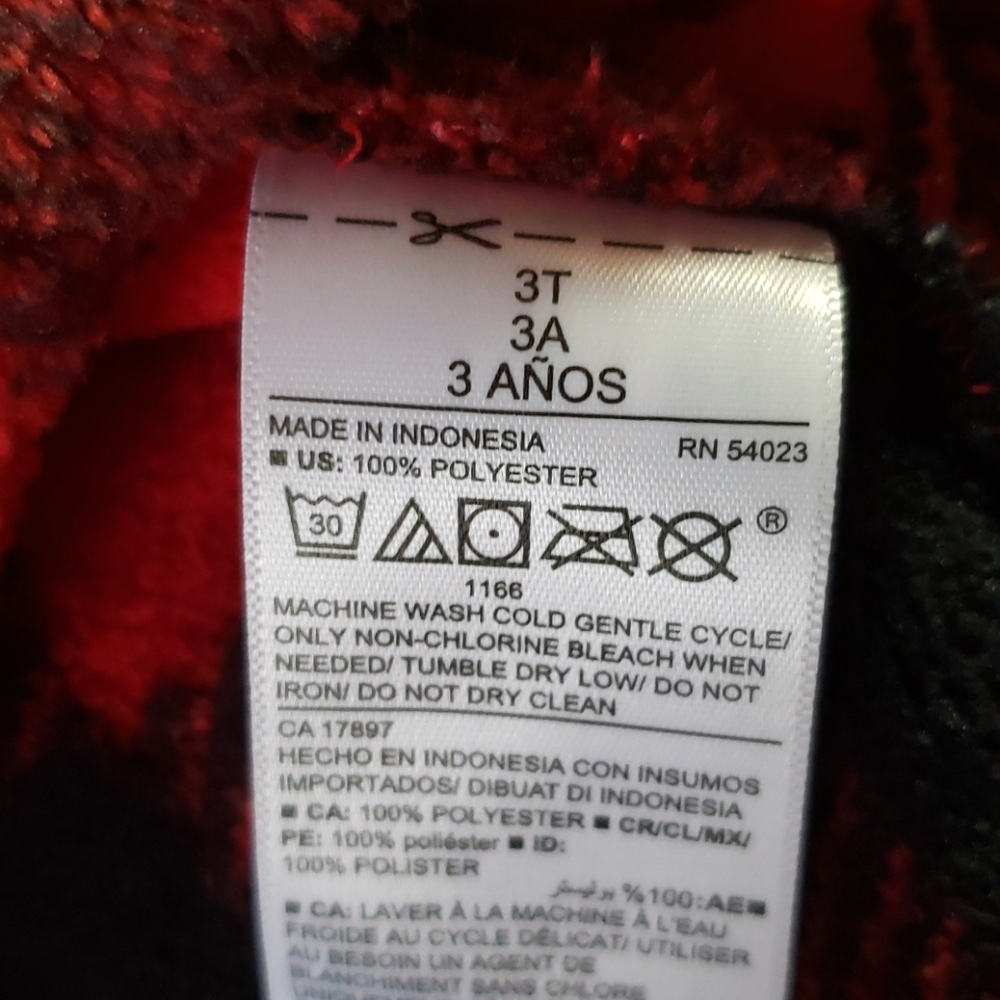 3T
3A
3 AÑOS
MADE IN INDONESIA RN 54023
■ US: 100% POLYESTER
30 ®
1166
MACHINE WASH COLD GENTLE CYCLE/
ONLY NON-CHLORINE BLEACH WHEN
NEEDED/ TUMBLE DRY LOW/ DO NOT
IRON/ DO NOT DRY CLEAN
CA 17897
HECHO EN INDONESIA CON INSUMOS
IMPORTADOS/ DIBUAT DI INDONESIA
■ CA: 100% POLYESTER ■ CR/CL/MX/
PE: 100% poliéster ■ ID:
100% POLISTER
■AE:100% بوليستر
■ CA: LAVER À LA MACHINE À L'EAU
FROIDE AU CYCLE DÉLICAT/ UTILISER
AU BESOIN UN AGENT DE
BLANCHIMENT SANS CHLORE